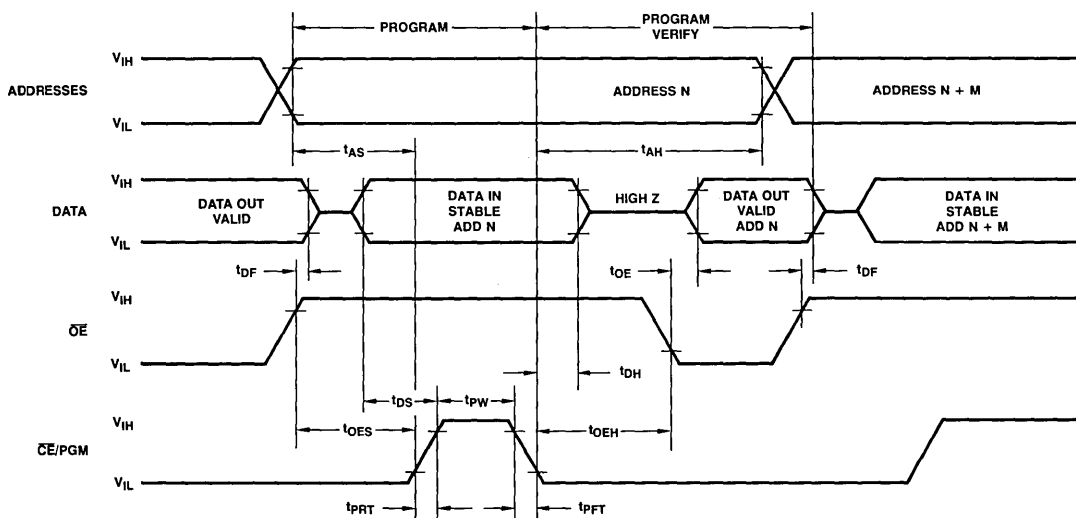 PROGRAM
PROGRAM
VERIFY
VIH
ADDRESSES
ADDRESS N
ADDRESS N + M
VIL
tAS
tAH
VIH
DATA
DATA OUT
VALID
DATA IN
STABLE
ADD N
HIGH Z
DATA OUT
VALID
ADD N
DATA IN
STABLE
ADD N + M
VIL
tDF
tOE
tDF
VIH
OE
VIL
tDH
tDS
tPW
VIH
tOES
tOEH
CE/PGM
VIL
tPRT
tPFT